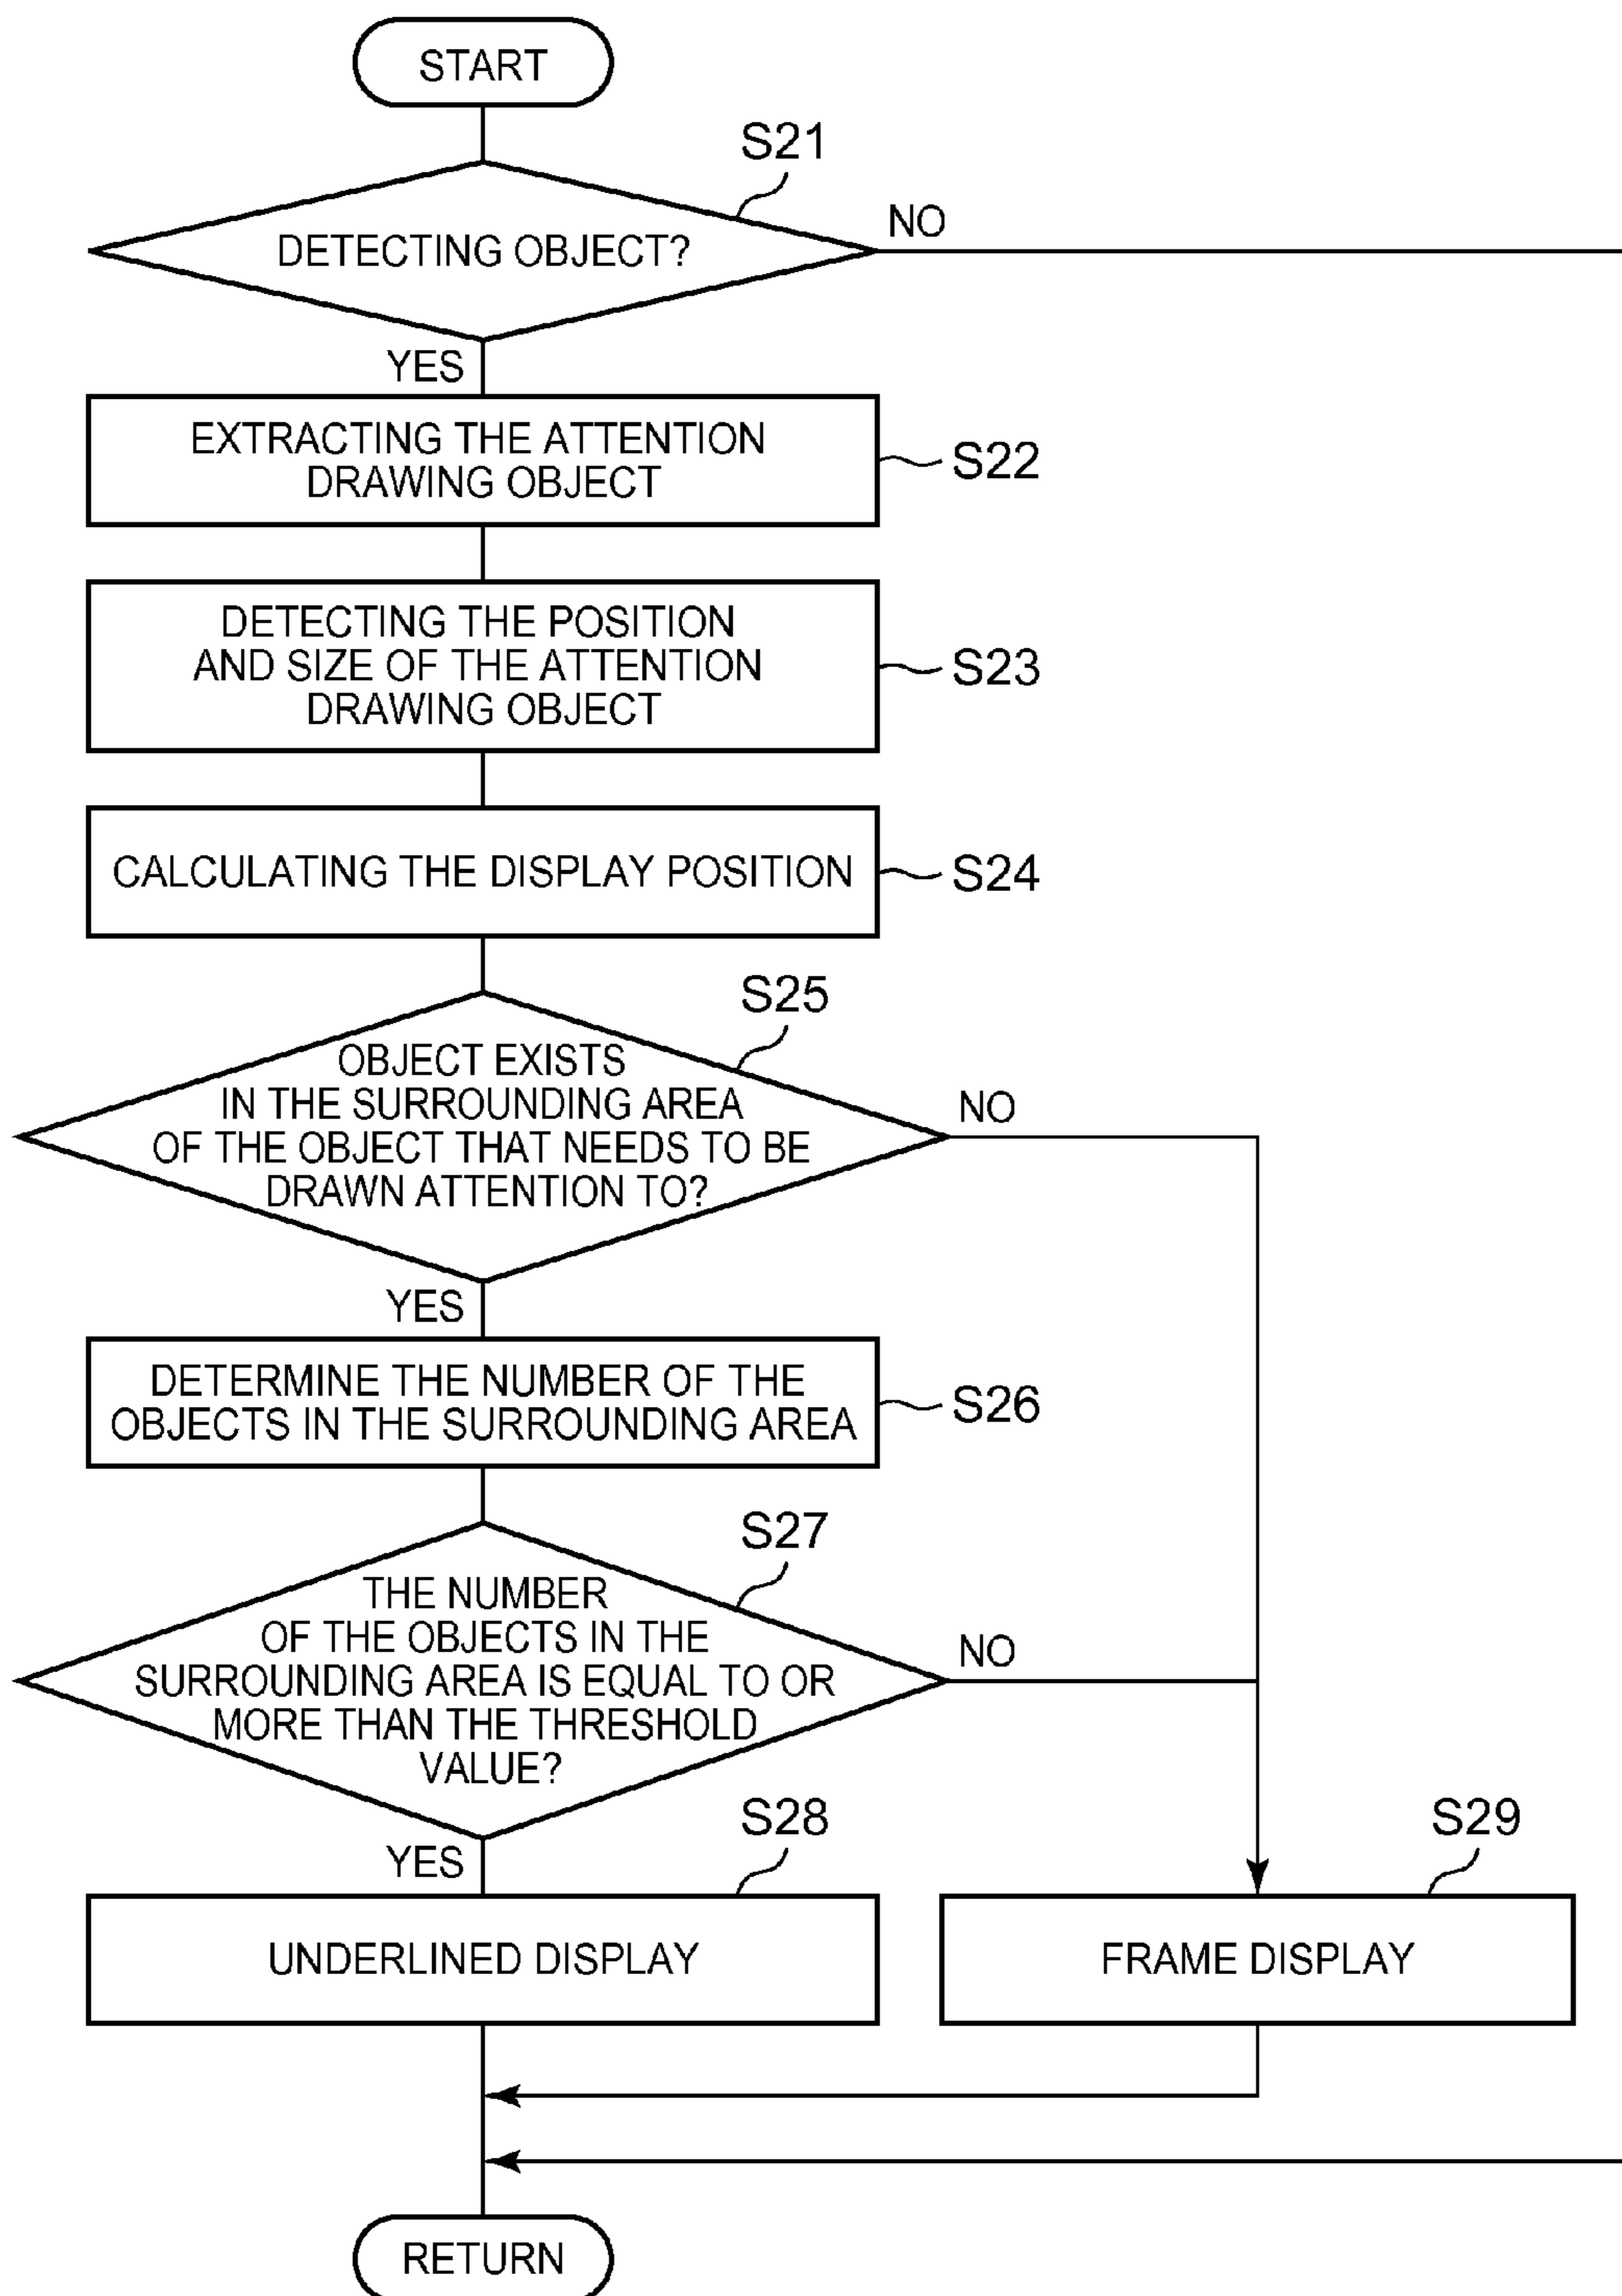 START
S21
DETECTING OBJECT?
NO
YES
EXTRACTING THE ATTENTION
DRAWING OBJECT
S22
DETECTING THE POSITION
AND SIZE OF THE ATTENTION
DRAWING OBJECT
S23
CALCULATING THE DISPLAY POSITION
S24
S25
OBJECT EXISTS
IN THE SURROUNDING AREA
OF THE OBJECT THAT NEEDS TO BE
DRAWN ATTENTION TO?
NO
YES
DETERMINE THE NUMBER OF THE
OBJECTS IN THE SURROUNDING AREA
S26
S27
THE NUMBER
OF THE OBJECTS IN THE
SURROUNDING AREA IS EQUAL TO OR
MORE THAN THE THRESHOLD
VALUE?
NO
YES
S28
UNDERLINED DISPLAY
S29
FRAME DISPLAY
RETURN